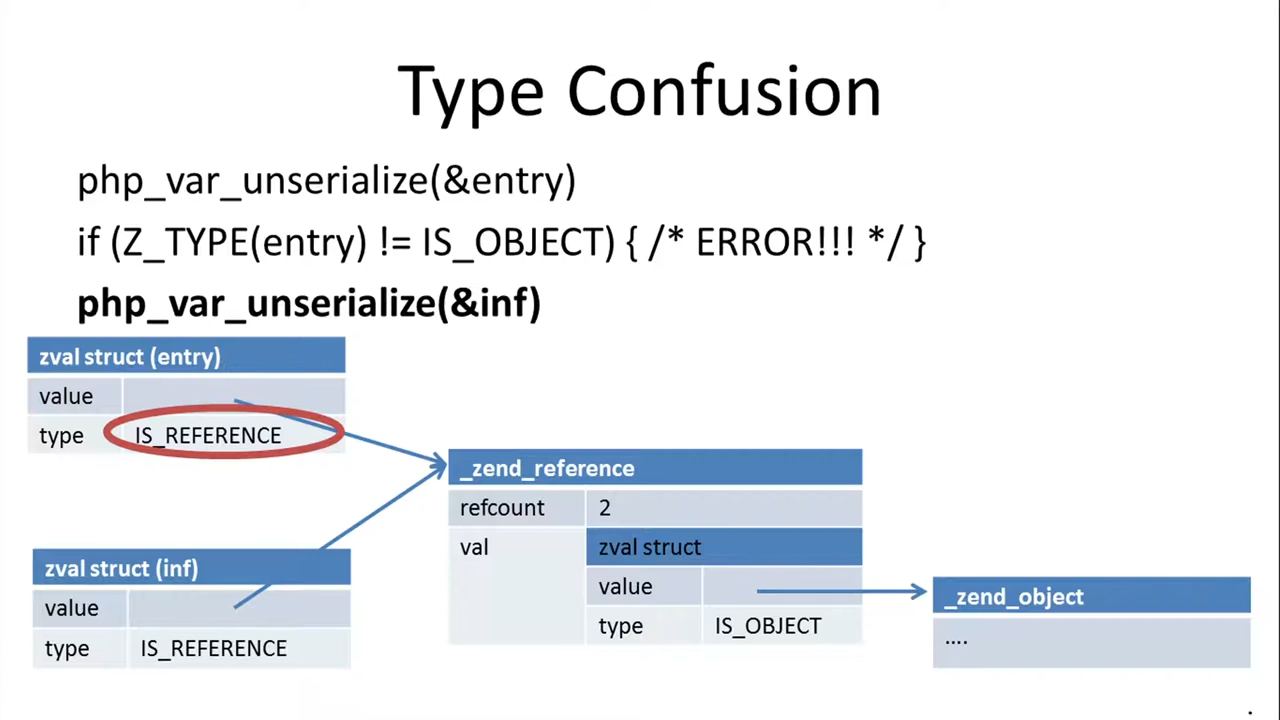 Type Confusion
php_var_unserialize(&entry)
if (Z_TYPE(entry) != IS_OBJECT) { /* ERROR!!! */ }
php_var_unserialize(&inf)
zval struct (entry)
value
type IS_REFERENCE
_zend_reference
refcount 2
val zval struct
value
type IS_OBJECT
zval struct (inf)
value
type IS_REFERENCE
_zend_object
....